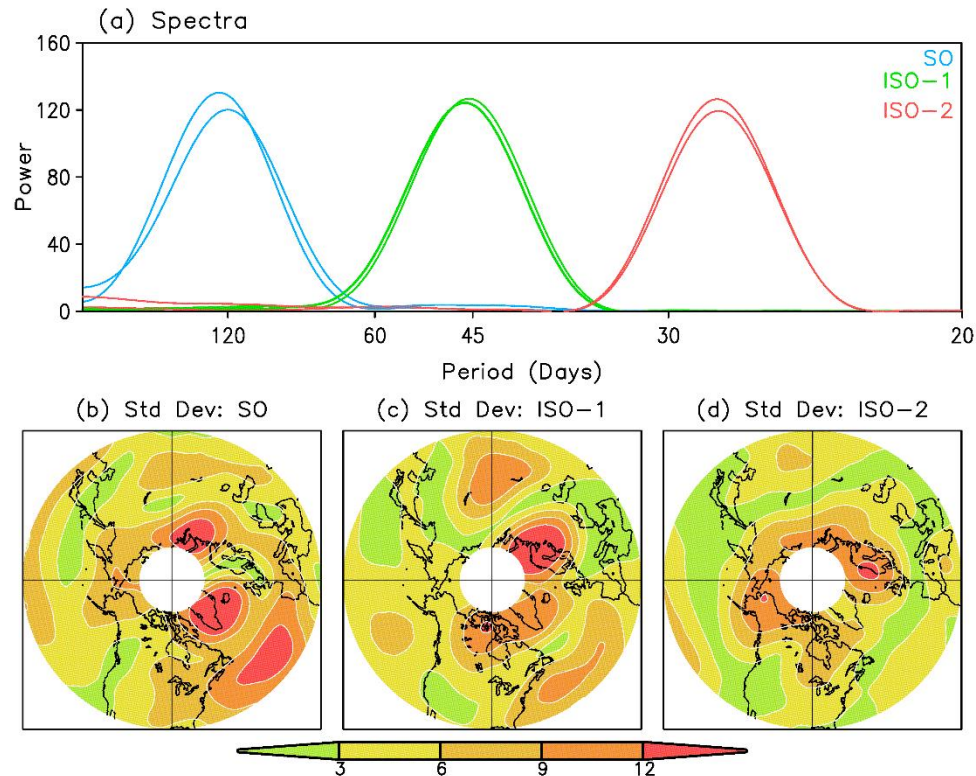 (a) Spectra
160
120
80
40
0
Power
SO
ISO-1
ISO-2
120 60 45 30 20
Period (Days)
(b) Std Dev: SO (c) Std Dev: ISO-1 (d) Std Dev: ISO-2
3 6 9 12